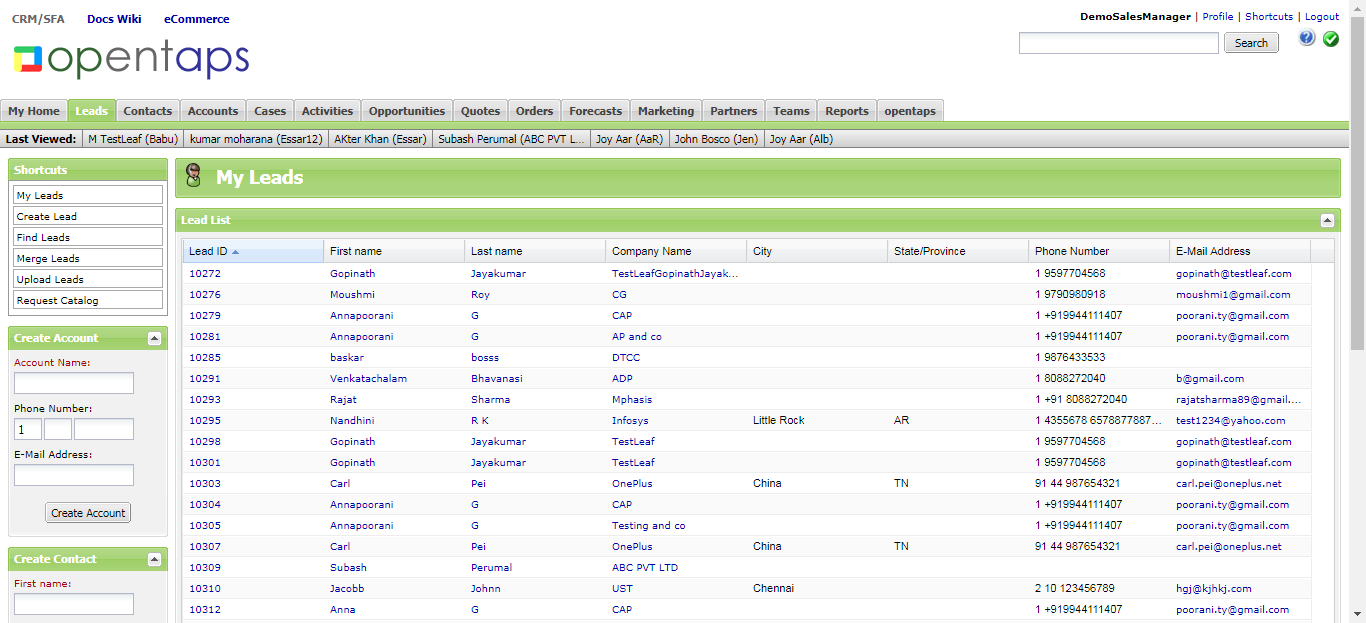 CRM/SFA Docs Wiki eCommerce
DemoSalesManager | Profile | Shortcuts | Logout
opentaps
Search
My Home Leads Contacts Accounts Cases Activities Opportunities Quotes Orders Forecasts Marketing Partners Teams Reports opentaps
Last Viewed: M TestLeaf (Babu) kumar moharana (Essar12) AKter Khan (Essar) Subash Perumal (ABC PVT L... Joy Aar (AaR) John Bosco (Jen) Joy Aar (Alb)
Shortcuts
My Leads
Create Lead
Find Leads
Merge Leads
Upload Leads
Request Catalog
Create Account
Account Name:
Phone Number:
1
E-Mail Address:
Create Account
Create Contact
First name:
My Leads
Lead List
Lead ID First name Last name Company Name City State/Province Phone Number E-Mail Address
10272 Gopinath Jayakumar TestLeafGopinathJayak... 1 9597704568 gopinath@testleaf.com
10276 Moushmi Roy CG 1 9790980918 moushmi1@gmail.com
10279 Annapoorani G CAP 1 +919944111407 poorani.ty@gmail.com
10281 Annapoorani G AP and co 1 +919944111407 poorani.ty@gmail.com
10285 baskar bosss DTCC 1 9876433533
10291 Venkatachalam Bhavanasi ADP 1 8088272040 b@gmail.com
10293 Rajat Sharma Mphasis 1 +91 8088272040 rajatsharma89@gmail....
10295 Nandhini R K Infosys Little Rock AR 1 4355678 6578877887... test1234@yahoo.com
10298 Gopinath Jayakumar TestLeaf 1 9597704568 gopinath@testleaf.com
10301 Gopinath Jayakumar TestLeaf 1 9597704568 gopinath@testleaf.com
10303 Carl Pei OnePlus China TN 91 44 987654321 carl.pei@oneplus.net
10304 Annapoorani G CAP 1 +919944111407 poorani.ty@gmail.com
10305 Annapoorani G Testing and co 1 +919944111407 poorani.ty@gmail.com
10307 Carl Pei OnePlus China TN 91 44 987654321 carl.pei@oneplus.net
10309 Subash Perumal ABC PVT LTD
10310 Jacobb Johnn UST Chennai 2 10 123456789 hgj@kjhkj.com
10312 Anna G CAP 1 +919944111407 poorani.ty@gmail.com